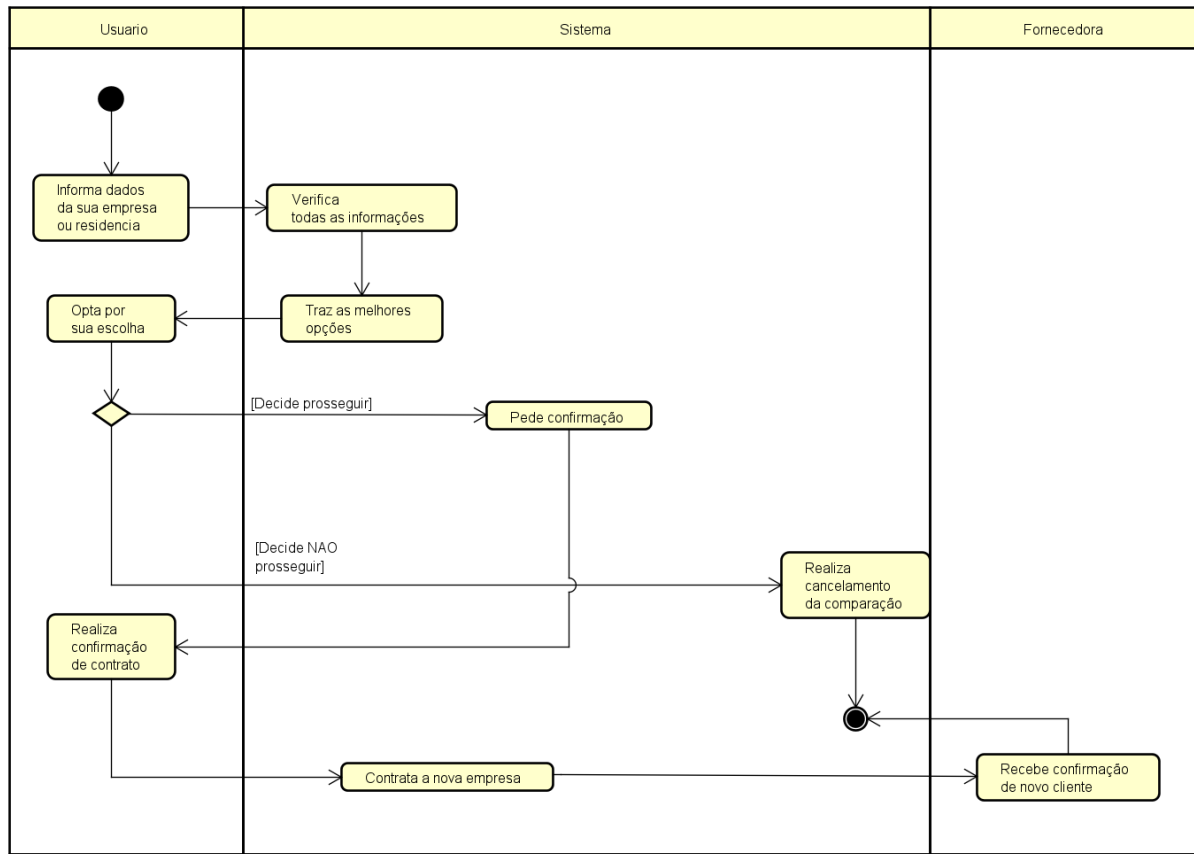 Usuario
Sistema
Fornecedora
Informa dados
da sua empresa
ou residencia
Verifica
todas as informações
Traz as melhores
opções
Opta por
sua escolha
[Decide prosseguir]
Pede confirmação
[Decide NAO
prosseguir]
Realiza
cancelamento
da comparação
Realiza
confirmação
de contrato
Contrata a nova empresa
Recebe confirmação
de novo cliente